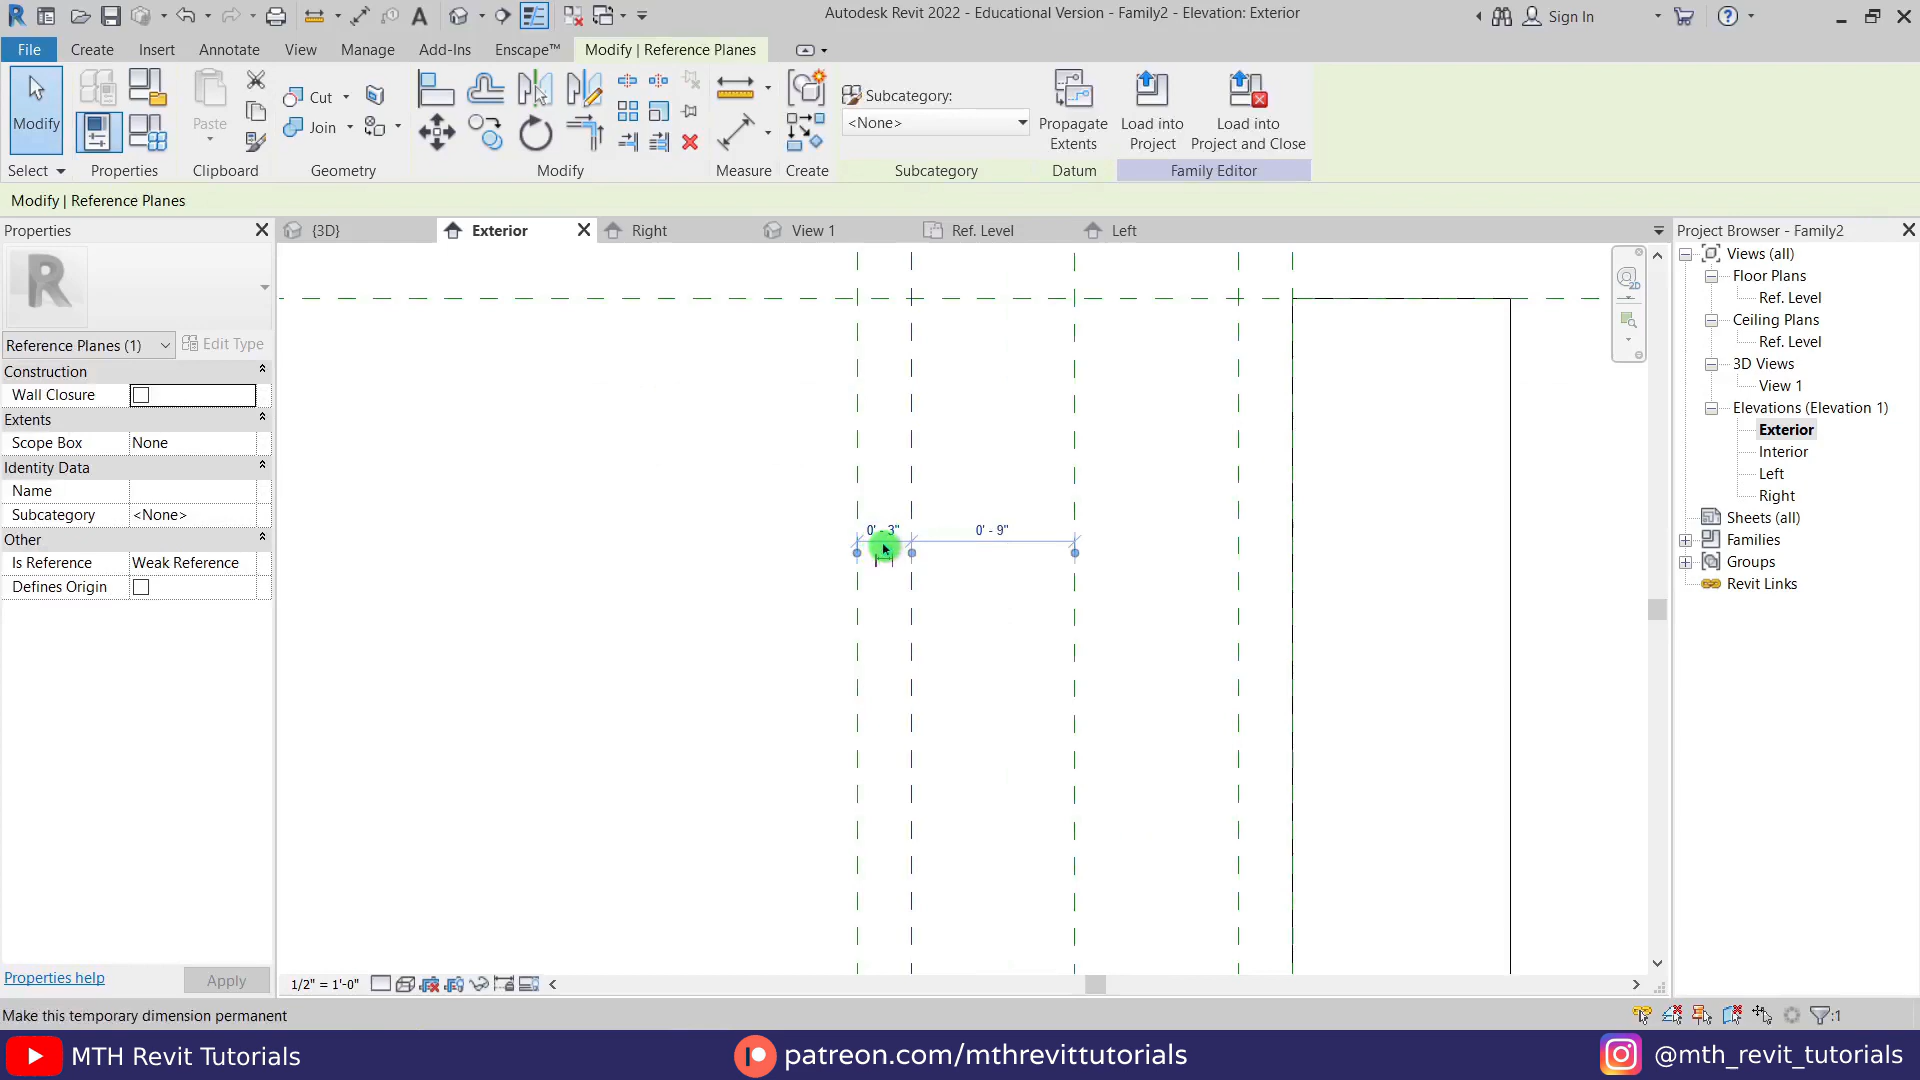 Autodesk Revit 2022 - Educational Version - Family2 - Elevation: Exterior
Sign In
File Create Insert Annotate View Manage Add-Ins Enscape™ Modify | Reference Planes
Modify
Paste
Cut
Join
Subcategory:
<None>
Propagate Extents
Load into Project
Load into Project and Close
Select Properties Clipboard Geometry Modify Measure Create Subcategory Datum Family Editor
Modify | Reference Planes
Properties
{3D} Exterior Right View 1 Ref. Level Left
Project Browser - Family2
Reference Planes (1) Edit Type
Construction
Wall Closure
Extents
Scope Box None
Identity Data
Name
Subcategory <None>
Other
Is Reference Weak Reference
Defines Origin
Properties help Apply
0' - 3" 0' - 9"
2D
Views (all)
Floor Plans
Ref. Level
Ceiling Plans
Ref. Level
3D Views
View 1
Elevations (Elevation 1)
Exterior
Interior
Left
Right
Sheets (all)
Families
Groups
Revit Links
1/2" = 1'-0"
Make this temporary dimension permanent
:1
MTH Revit Tutorials
patreon.com/mthrevittutorials
@mth_revit_tutorials